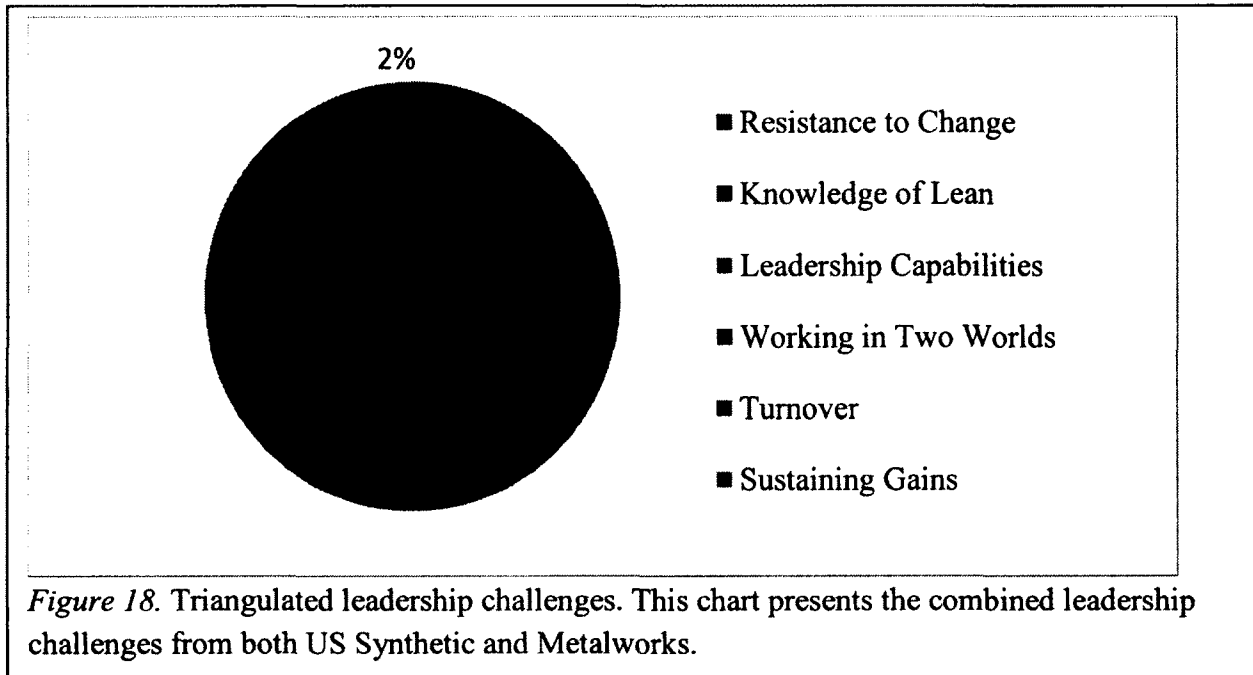 2%
Resistance to Change
Knowledge of Lean
Leadership Capabilities
Working in Two Worlds
Turnover
Sustaining Gains
Figure 18. Triangulated leadership challenges. This chart presents the combined leadership
challenges from both US Synthetic and Metalworks.